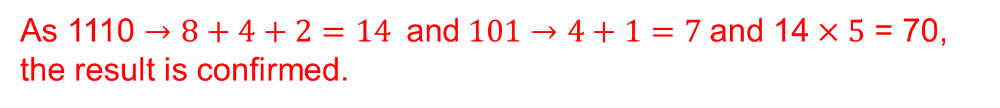 As 1110 → 8 + 4 + 2 = 14 and 101 → 4 + 1 = 7 and 14 × 5 = 70,
the result is confirmed.